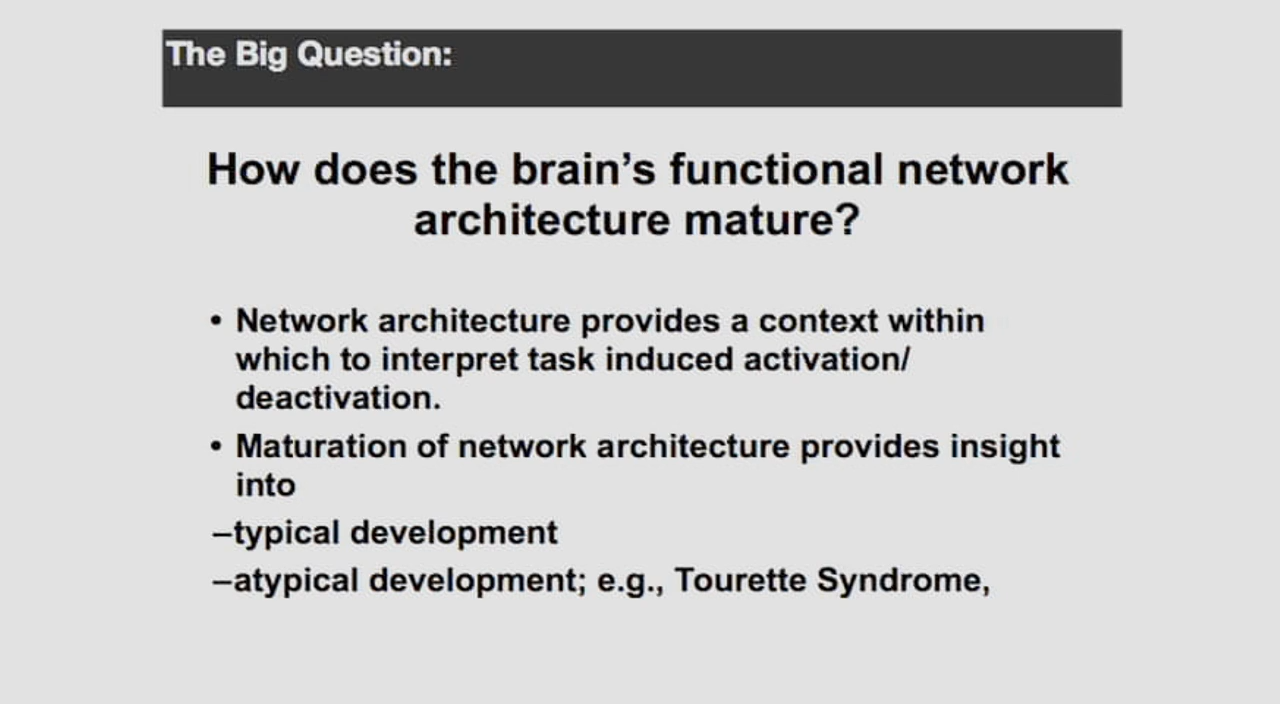 The Big Question:
How does the brain’s functional network
architecture mature?
• Network architecture provides a context within
which to interpret task induced activation/
deactivation.
• Maturation of network architecture provides insight
into
–typical development
–atypical development; e.g., Tourette Syndrome,